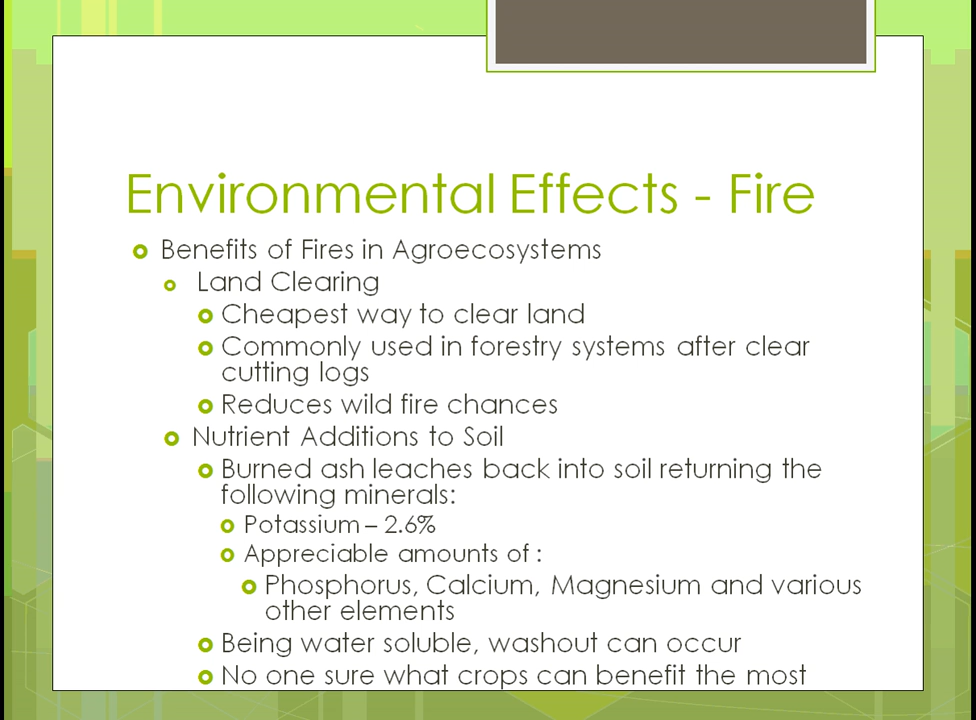 Environmental Effects - Fire
Benefits of Fires in Agroecosystems
Land Clearing
Cheapest way to clear land
Commonly used in forestry systems after clear
cutting logs
Reduces wild fire chances
Nutrient Additions to Soil
Burned ash leaches back into soil returning the
following minerals:
Potassium – 2.6%
Appreciable amounts of :
Phosphorus, Calcium, Magnesium and various
other elements
Being water soluble, washout can occur
No one sure what crops can benefit the most